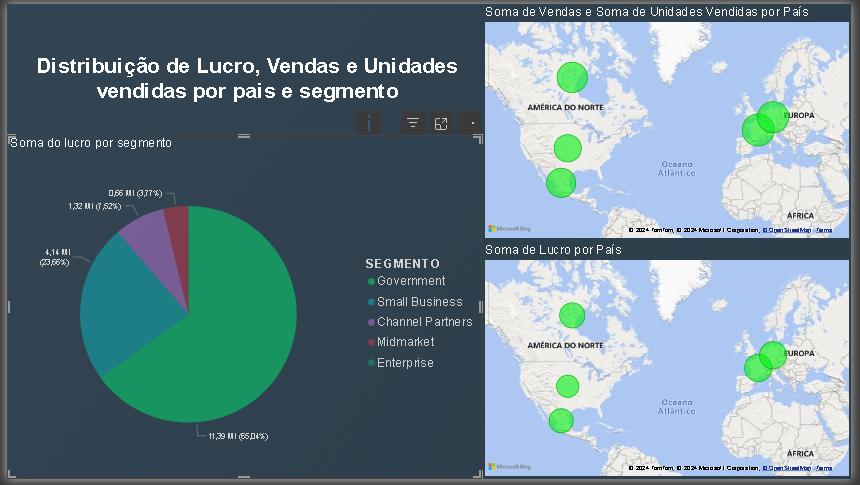 Distribuição de Lucro, Vendas e Unidades
vendidas por pais e segmento
Soma do lucro por segmento
0,66 Mi (3,77%)
1,32 Mi (7,52%)
4,14 Mi
(23,66%)
11,39 Mi (65,04%)
SEGMENTO
Government
Small Business
Channel Partners
Midmarket
Enterprise
Soma de Vendas e Soma de Unidades Vendidas por País
AMÉRICA DO NORTE
EUROPA
Oceano
Atlântico
ÁFRICA
Microsoft Bing
© 2024 TomTom, © 2024 Microsoft Corporation, © OpenStreetMap Terms
Soma de Lucro por País
AMÉRICA DO NORTE
EUROPA
Oceano
Atlântico
ÁFRICA
Microsoft Bing
© 2024 TomTom, © 2024 Microsoft Corporation, © OpenStreetMap Terms